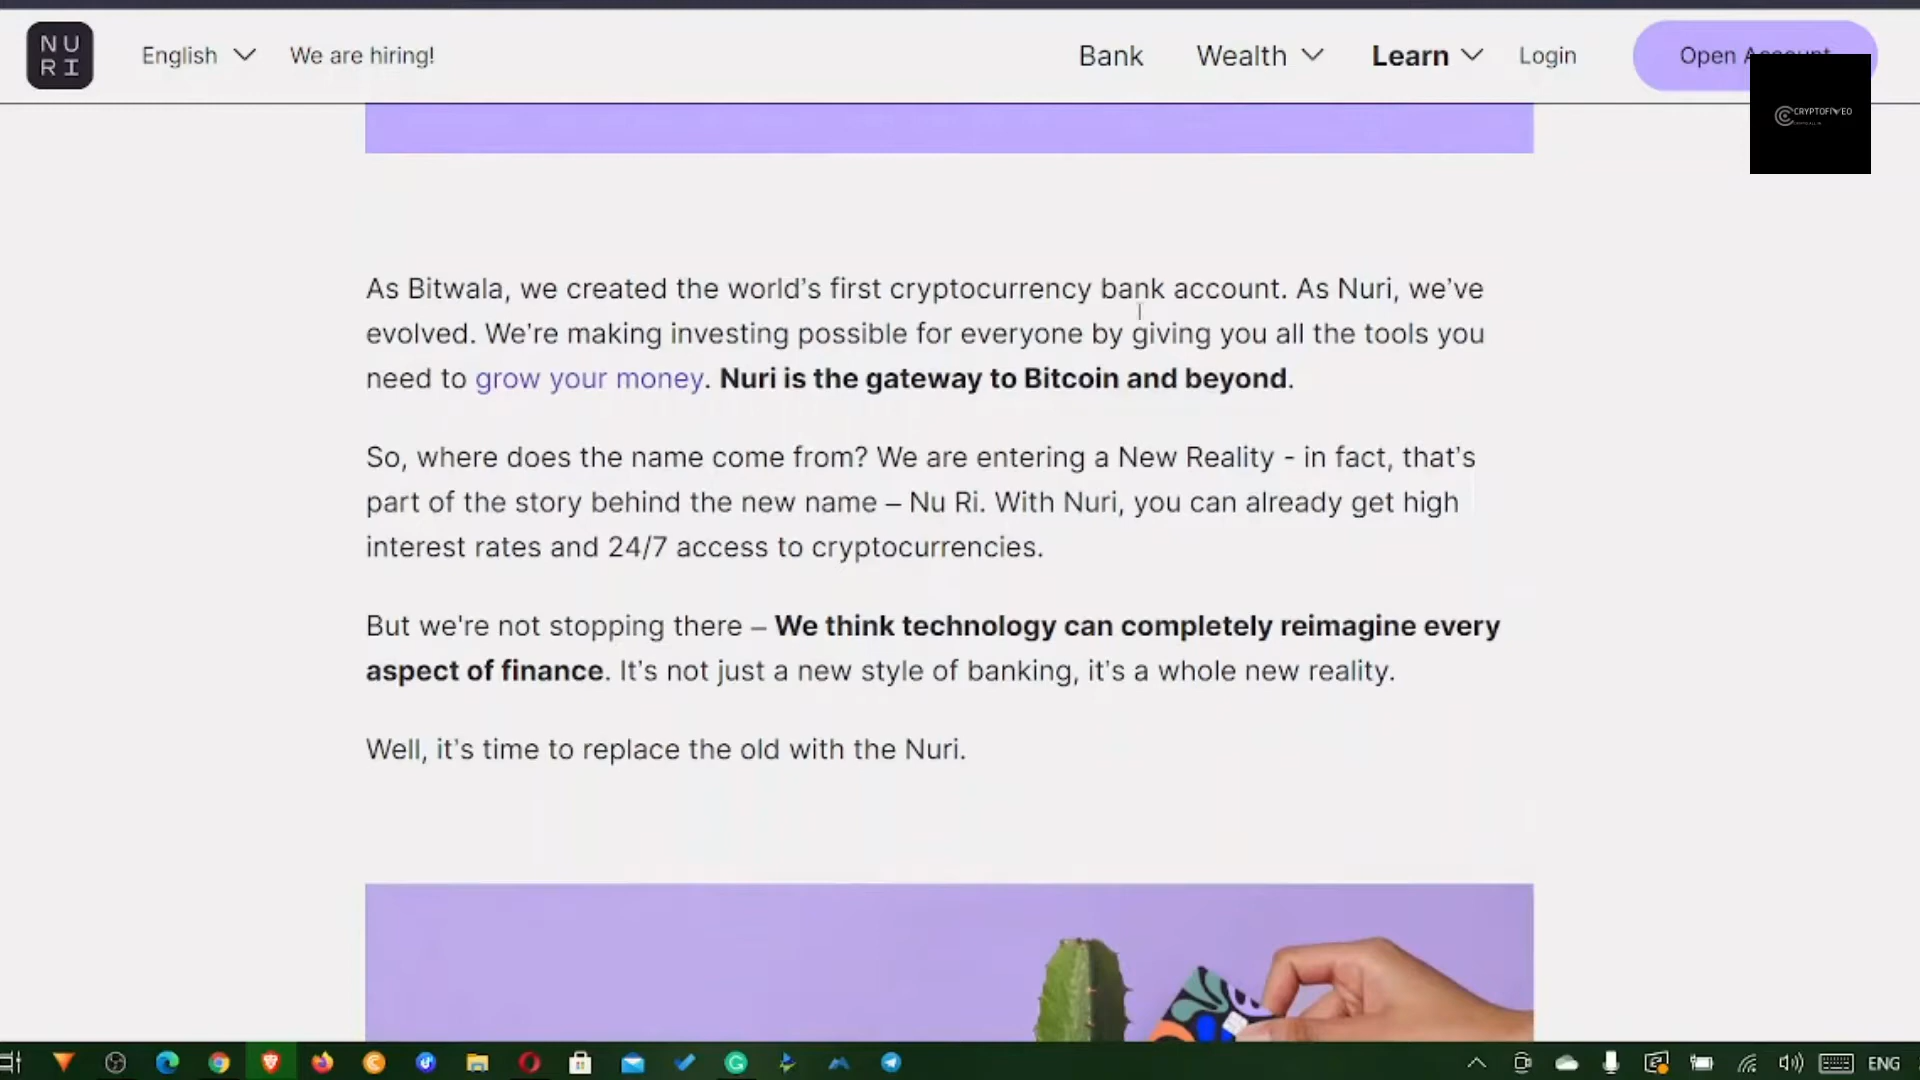 NU
RI
English
We are hiring!
Bank
Wealth
Learn
Login
Open Account
CRYPTOFIVEO
As Bitwala, we created the world's first cryptocurrency bank account. As Nuri, we've
evolved. We're making investing possible for everyone by giving you all the tools you
need to grow your money. Nuri is the gateway to Bitcoin and beyond.
So, where does the name come from? We are entering a New Reality - in fact, that's
part of the story behind the new name – Nu Ri. With Nuri, you can already get high
interest rates and 24/7 access to cryptocurrencies.
But we're not stopping there – We think technology can completely reimagine every
aspect of finance. It's not just a new style of banking, it's a whole new reality.
Well, it's time to replace the old with the Nuri.
ENG